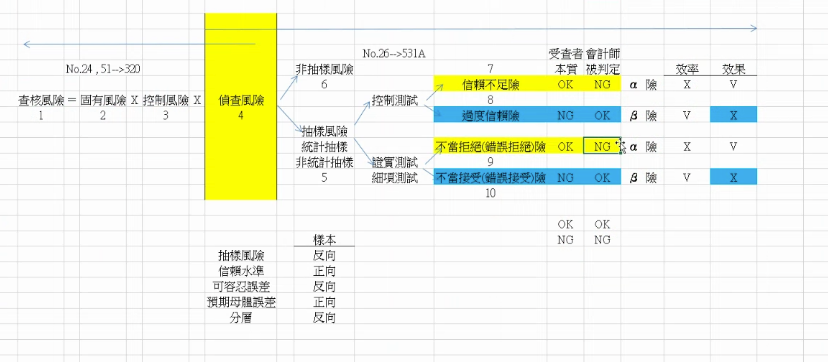 No.26-->531A
受查者 會計師
No.24 , 51-->320
非抽樣風險
7
本質 被判定
效率 效果
6
信賴不足險 OK NG α 險 X V
查核風險 = 固有風險 X 控制風險 X 偵查風險
控制測試
8
1 2 3 4
過度信賴險 NG OK β 險 V X
抽樣風險
統計抽樣
不當拒絕(錯誤拒絕)險 OK NG α 險 X V
非統計抽樣
證實測試
9
5
細項測試
不當接受(錯誤接受)險 NG OK β 險 V X
10
OK OK
樣本
NG NG
抽樣風險 反向
信賴水準 正向
可容忍誤差 反向
預期母體誤差 正向
分層 反向